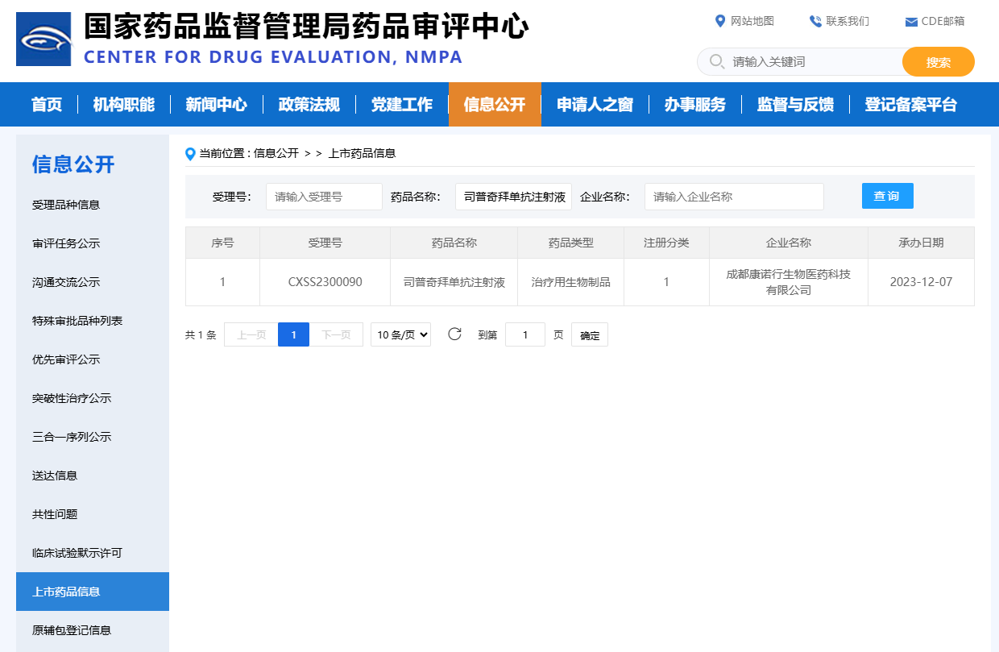 国家药品监督管理局药品审评中心
CENTER FOR DRUG EVALUATION, NMPA
网站地图 联系我们 CDE邮箱
请输入关键词 搜索
首页 机构职能 新闻中心 政策法规 党建工作 信息公开 申请人之窗 办事服务 监督与反馈 登记备案平台
信息公开
受理品种信息
审评任务公示
沟通交流公示
特殊审批品种列表
优先审评公示
突破性治疗公示
三合一序列公示
送达信息
共性问题
临床试验默示许可
上市药品信息
原辅包登记信息
当前位置 : 信息公开 > > 上市药品信息
受理号: 请输入受理号 药品名称: 司普奇拜单抗注射液 企业名称: 请输入企业名称 查询
序号 受理号 药品名称 药品类型 注册分类 企业名称 承办日期
1 CXSS2300090 司普奇拜单抗注射液 治疗用生物制品 1 成都康诺行生物医药科技
有限公司 2023-12-07
共 1 条 上一页 1 下一页 10 条/页 到第 1 页 确定